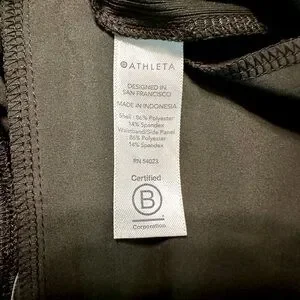 ATHLETA
DESIGNED IN
SAN FRANCISCO
MADE IN INDONESIA
Shell: 86% Polyester
14% Spandex
Waistband/Side Panel:
86% Polyester
14% Spandex
RN 54023
Certified
B
Corporation